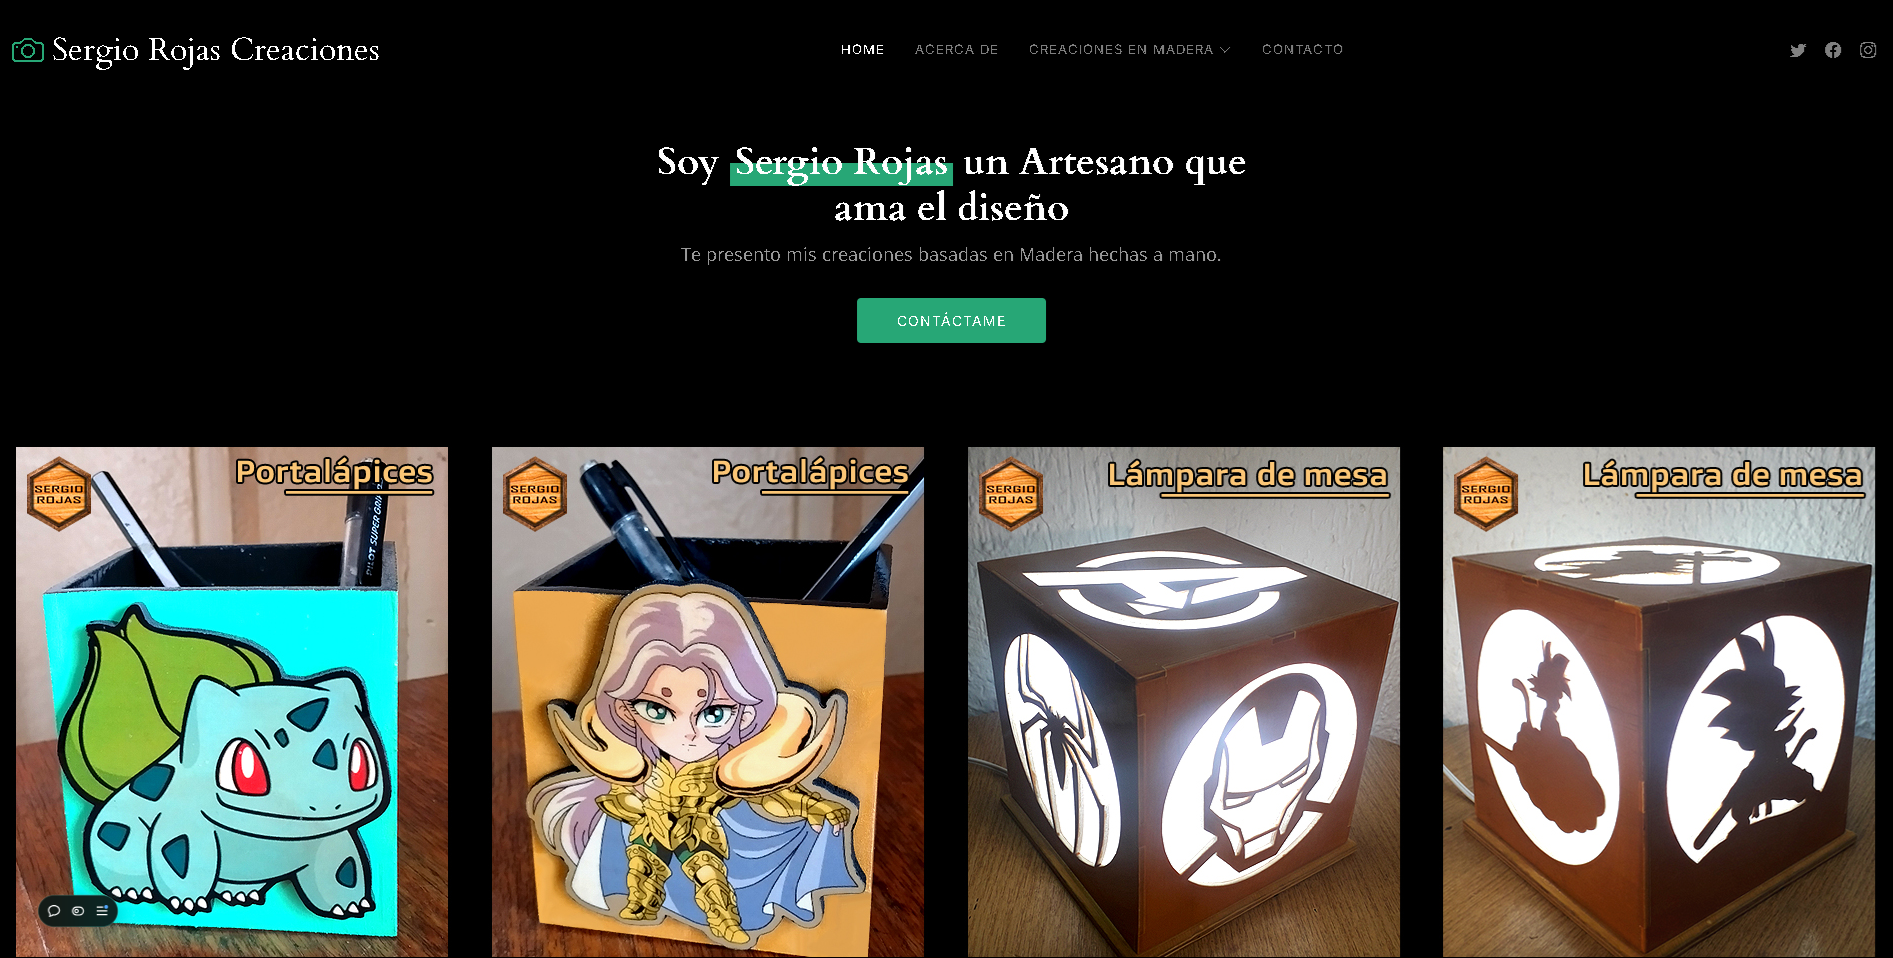 Sergio Rojas Creaciones
HOME
ACERCA DE
CREACIONES EN MADERA
CONTACTO
Soy Sergio Rojas un Artesano que
ama el diseño
Te presento mis creaciones basadas en Madera hechas a mano.
CONTÁCTAME
SERGIO
ROJAS
Portalápices
PILOT SUPER GRIP
SERGIO
ROJAS
Portalápices
SERGIO
ROJAS
Lámpara de mesa
SERGIO
ROJAS
Lámpara de mesa